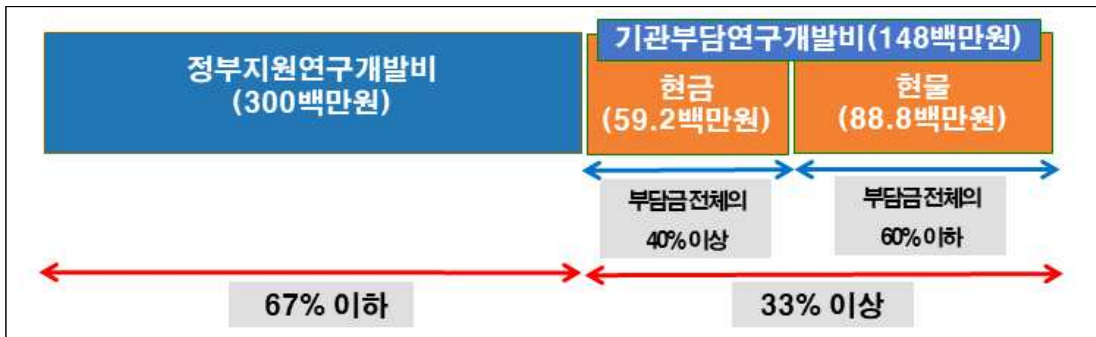 정부지원연구개발비
(300백만원)
기관부담연구개발비(148백만원)
현금
(59.2백만원)
현물
(88.8백만원)
부담금 전체의
40% 이상
부담금 전체의
60% 이하
67% 이하
33% 이상